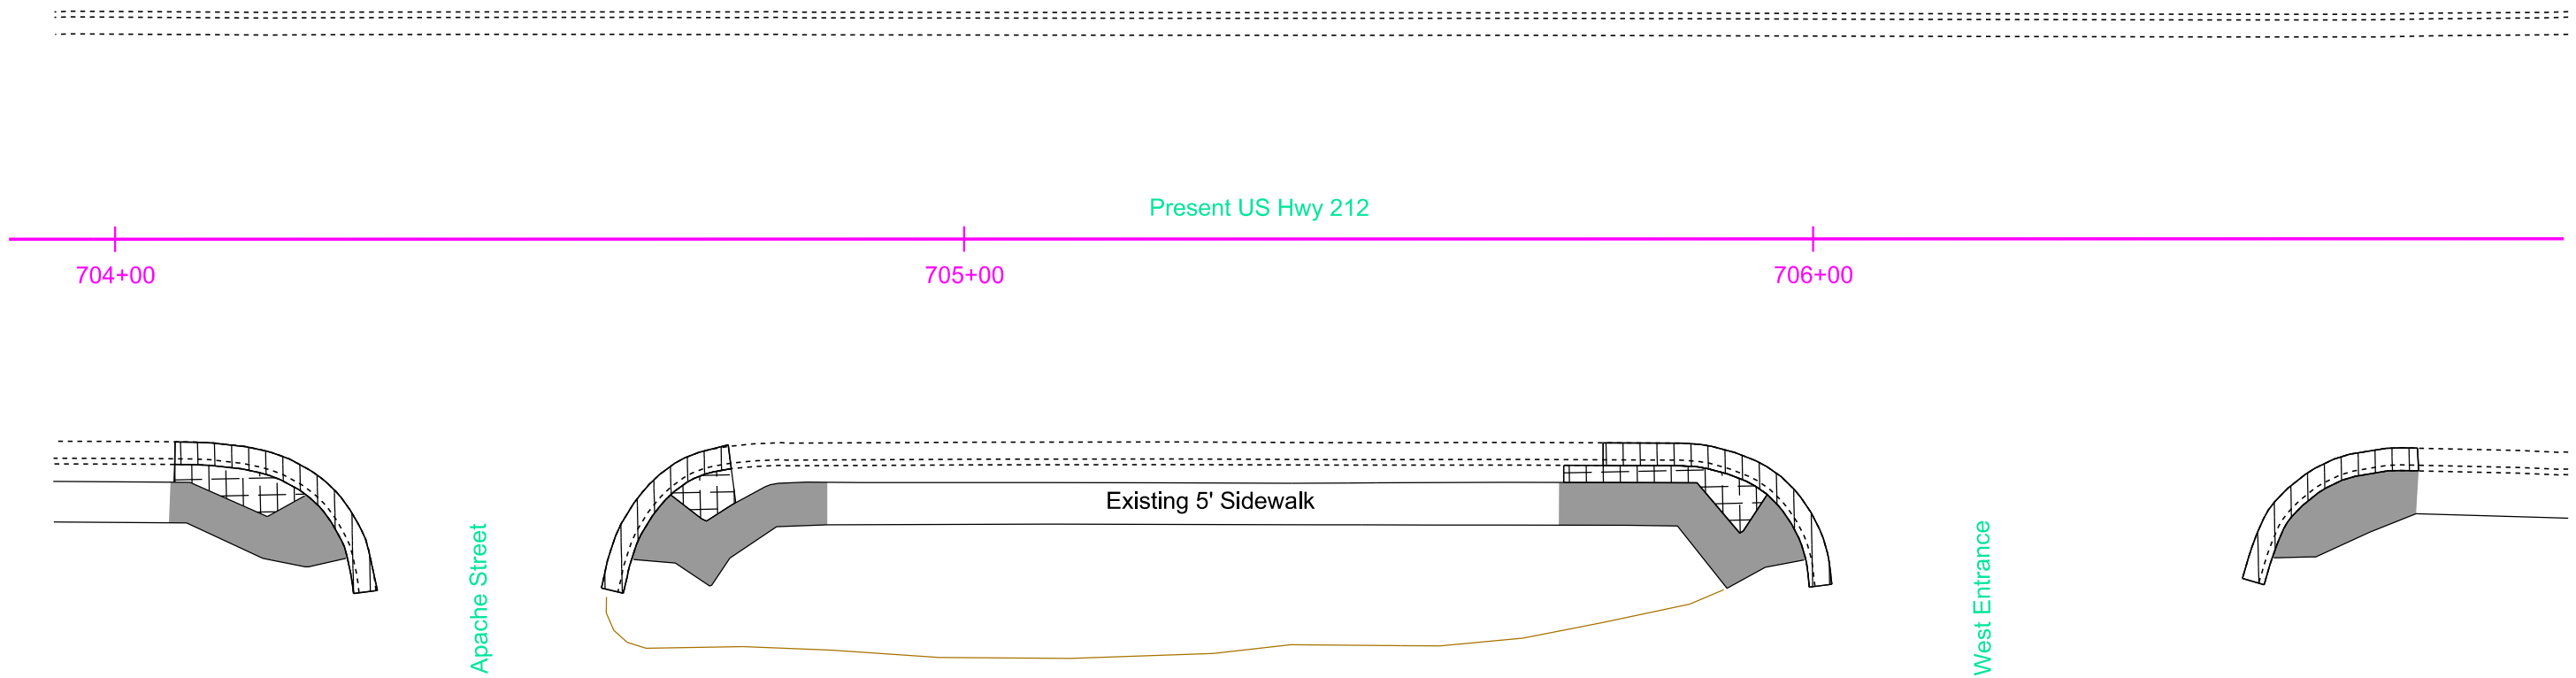 Present US Hwy 212
704+00
705+00
706+00
Existing 5' Sidewalk
Apache Street
West Entrance